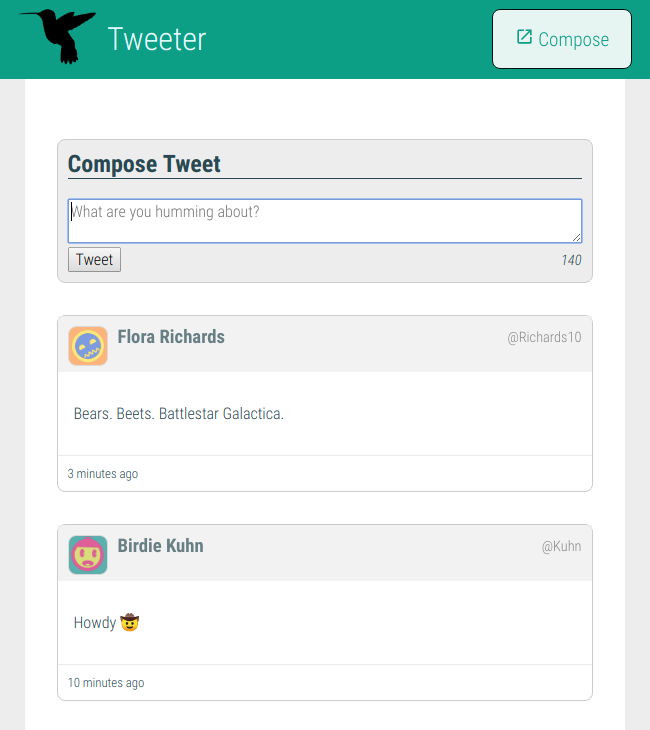 Tweeter
Compose
Compose Tweet
What are you humming about?
Tweet
140
Flora Richards
@Richards10
Bears. Beets. Battlestar Galactica.
3 minutes ago
Birdie Kuhn
@Kuhn
Howdy 🤠
10 minutes ago